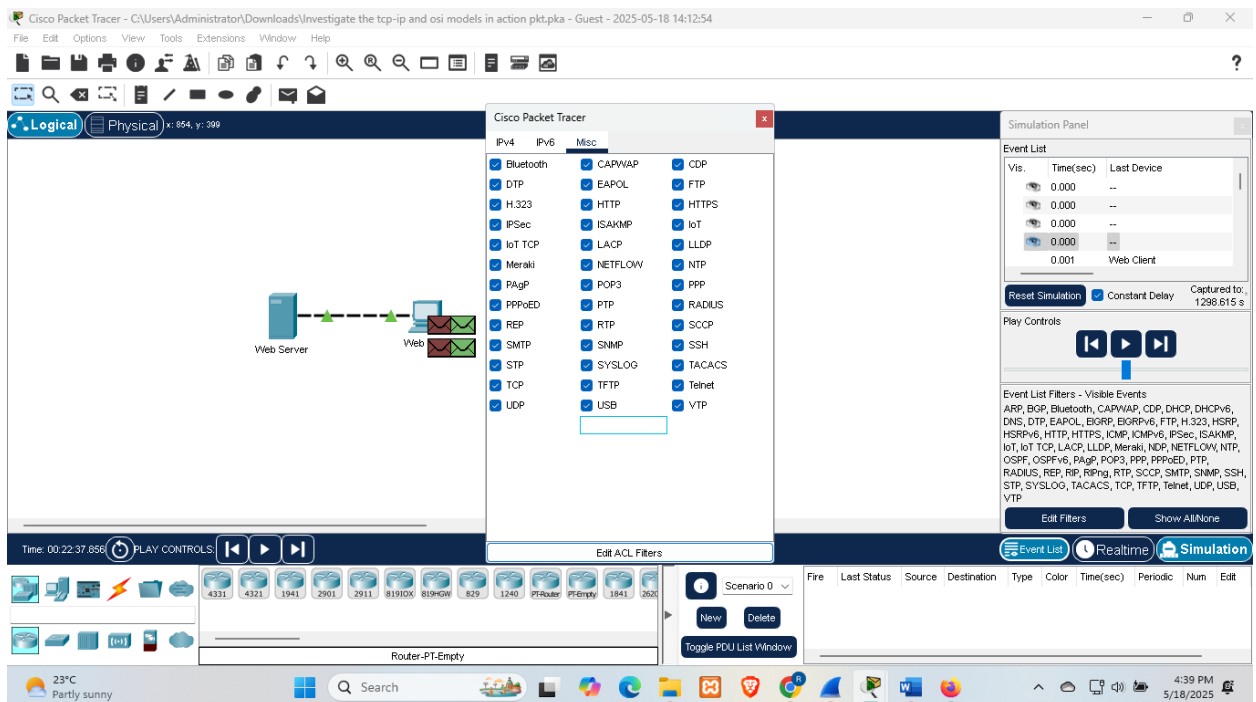 Cisco Packet Tracer - C:\Users\Administrator\Downloads\Investigate the tcp-ip and osi models in action pkt.pka - Guest - 2025-05-18 14:12:54
File Edit Options View Tools Extensions Window Help
?
Logical Physical x: 854, y: 399
Cisco Packet Tracer x
IPv4 IPv6 Misc
Bluetooth CAPWAP CDP
DTP EAPOL FTP
H.323 HTTP HTTPS
IPSec ISAKMP IoT
IoT TCP LACP LLDP
Meraki NETFLOW NTP
PAgP POP3 PPP
PPPoED PTP RADIUS
REP RTP SCCP
SMTP SNMP SSH
STP SYSLOG TACACS
TCP TFTP Telnet
UDP USB VTP
Edit ACL Filters
Web Server
Web
Simulation Panel
Event List
Vis. Time(sec) Last Device
0.000 --
0.000 --
0.000 --
0.000 --
0.001 Web Client
Reset Simulation Constant Delay Captured to:
1298.615 s
Play Controls
Event List Filters - Visible Events
ARP, BGP, Bluetooth, CAPWAP, CDP, DHCP, DHCPv6,
DNS, DTP, EAPOL, EIGRP, EIGRPv6, FTP, H.323, HSRP,
HSRPv6, HTTP, HTTPS, ICMP, ICMPv6, IPSec, ISAKMP,
IoT, IoT TCP, LACP, LLDP, Meraki, NDP, NETFLOW, NTP,
OSPF, OSPFv6, PAgP, POP3, PPP, PPPoED, PTP,
RADIUS, REP, RIP, RIPng, RTP, SCCP, SMTP, SNMP, SSH,
STP, SYSLOG, TACACS, TCP, TFTP, Telnet, UDP, USB,
VTP
Edit Filters Show All/None
Time: 00:22:37.856 PLAY CONTROLS:
Event List Realtime Simulation
4331 4321 1941 2901 2911 819IOX 819HGW 829 1240 PT-Router PT-Empty 1841 2620
Router-PT-Empty
Scenario 0
New Delete
Toggle PDU List Window
Fire Last Status Source Destination Type Color Time(sec) Periodic Num Edit
23°C
Partly sunny
Search
4:39 PM
5/18/2025